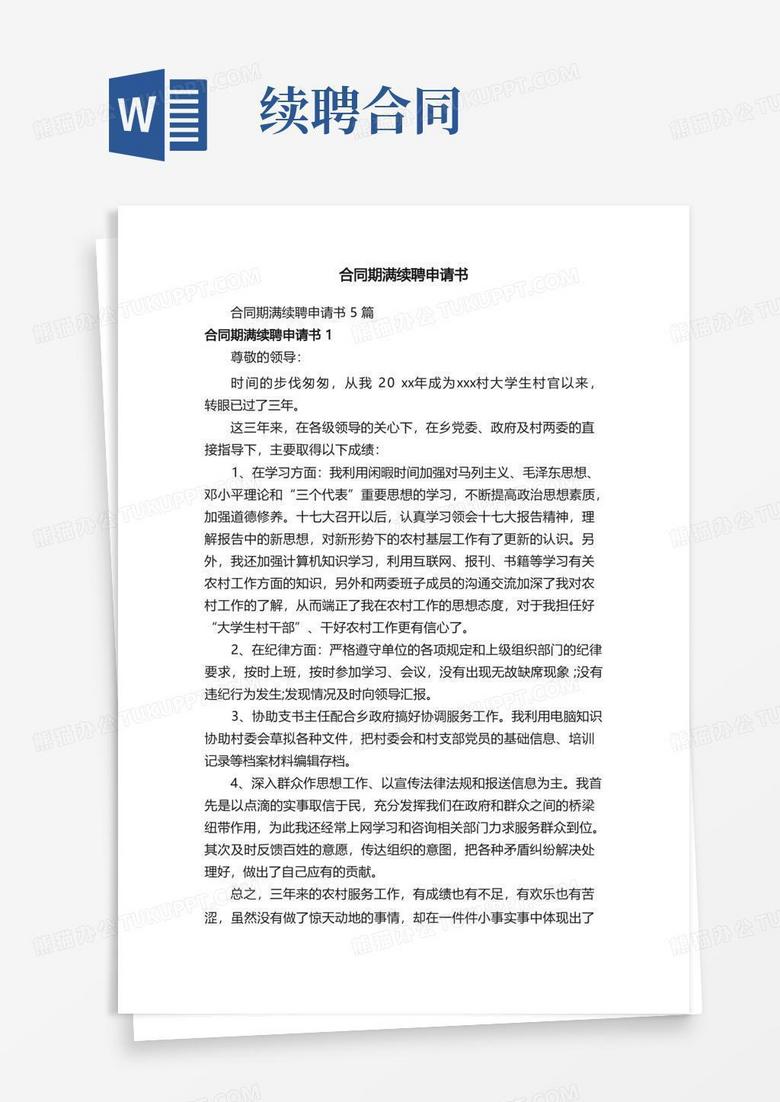 W
续聘合同
合同期满续聘申请书
合同期满续聘申请书 5 篇
合同期满续聘申请书 1
尊敬的领导：
时间的步伐匆匆，从我 20 xx年成为xxx村大学生村官以来，
转眼已过了三年。
这三年来，在各级领导的关心下，在乡党委、政府及村两委的直
接指导下，主要取得以下成绩：
1、在学习方面：我利用闲暇时间加强对马列主义、毛泽东思想、
邓小平理论和“三个代表”重要思想的学习，不断提高政治思想素质，
加强道德修养。十七大召开以后，认真学习领会十七大报告精神，理
解报告中的新思想，对新形势下的农村基层工作有了更新的认识。另
外，我还加强计算机知识学习，利用互联网、报刊、书籍等学习有关
农村工作方面的知识，另外和两委班子成员的沟通交流加深了我对农
村工作的了解，从而端正了我在农村工作的思想态度，对于我担任好
“大学生村干部”、干好农村工作更有信心了。
2、在纪律方面：严格遵守单位的各项规定和上级组织部门的纪律
要求，按时上班，按时参加学习、会议，没有出现无故缺席现象 ;没有
违纪行为发生;发现情况及时向领导汇报。
3、协助支书主任配合乡政府搞好协调服务工作。我利用电脑知识
协助村委会草拟各种文件，把村委会和村支部党员的基础信息、培训
记录等档案材料编辑存档。
4、深入群众作思想工作、以宣传法律法规和报送信息为主。我首
先是以点滴的实事取信于民，充分发挥我们在政府和群众之间的桥梁
纽带作用，为此我还经常上网学习和咨询相关部门力求服务群众到位。
其次及时反馈百姓的意愿，传达组织的意图，把各种矛盾纠纷解决处
理好，做出了自己应有的贡献。
总之，三年来的农村服务工作，有成绩也有不足，有欢乐也有苦
涩，虽然没有做了惊天动地的事情，却在一件件小事实事中体现出了
熊猫办公 TUKUPPT.COM